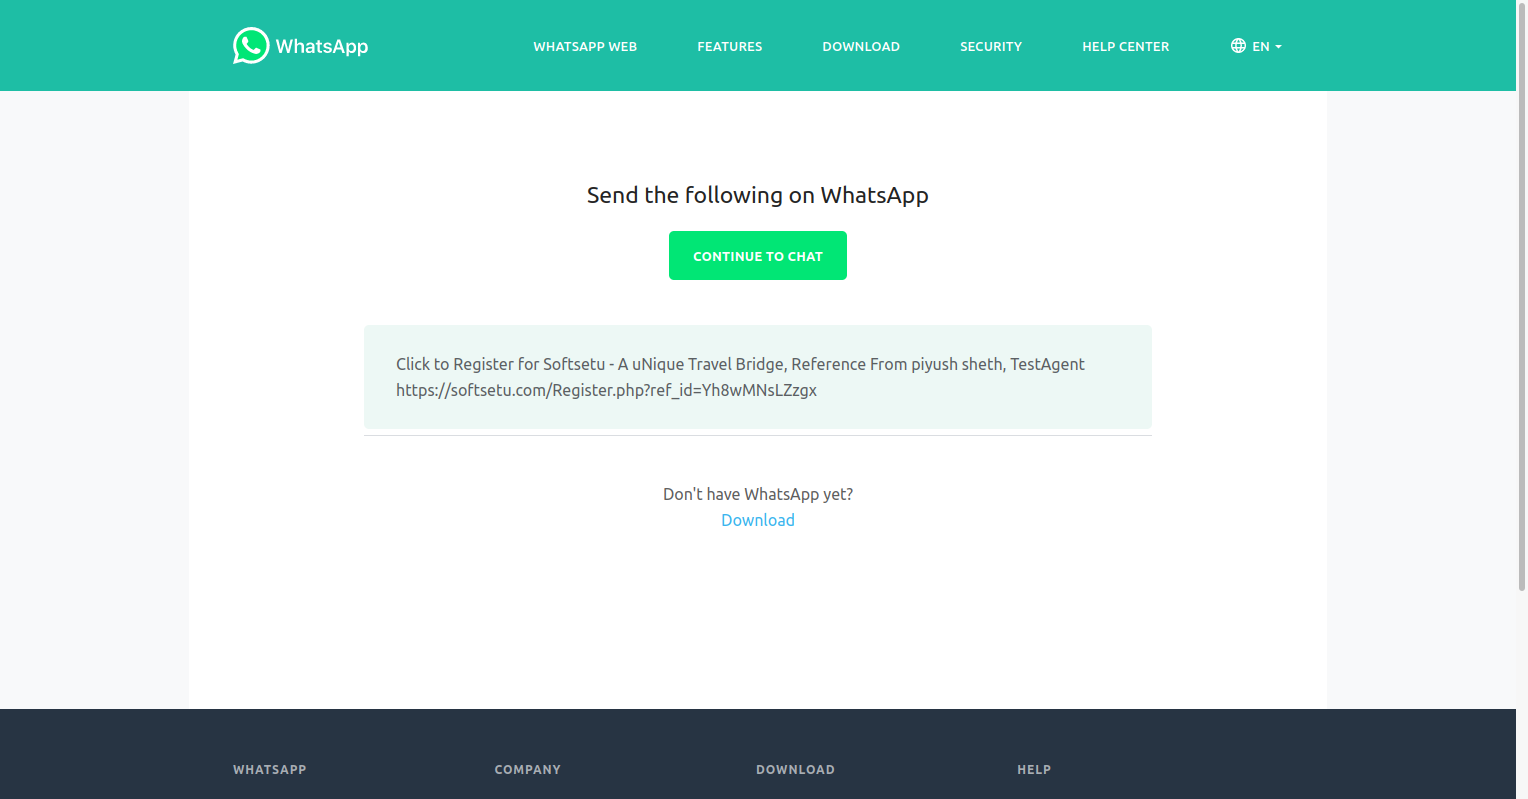 WhatsApp
WHATSAPP WEB
FEATURES
DOWNLOAD
SECURITY
HELP CENTER
EN
Send the following on WhatsApp
CONTINUE TO CHAT
Click to Register for Softsetu - A uNique Travel Bridge, Reference From piyush sheth, TestAgent
https://softsetu.com/Register.php?ref_id=Yh8wMNsLZzgx
Don't have WhatsApp yet?
Download
WHATSAPP
COMPANY
DOWNLOAD
HELP